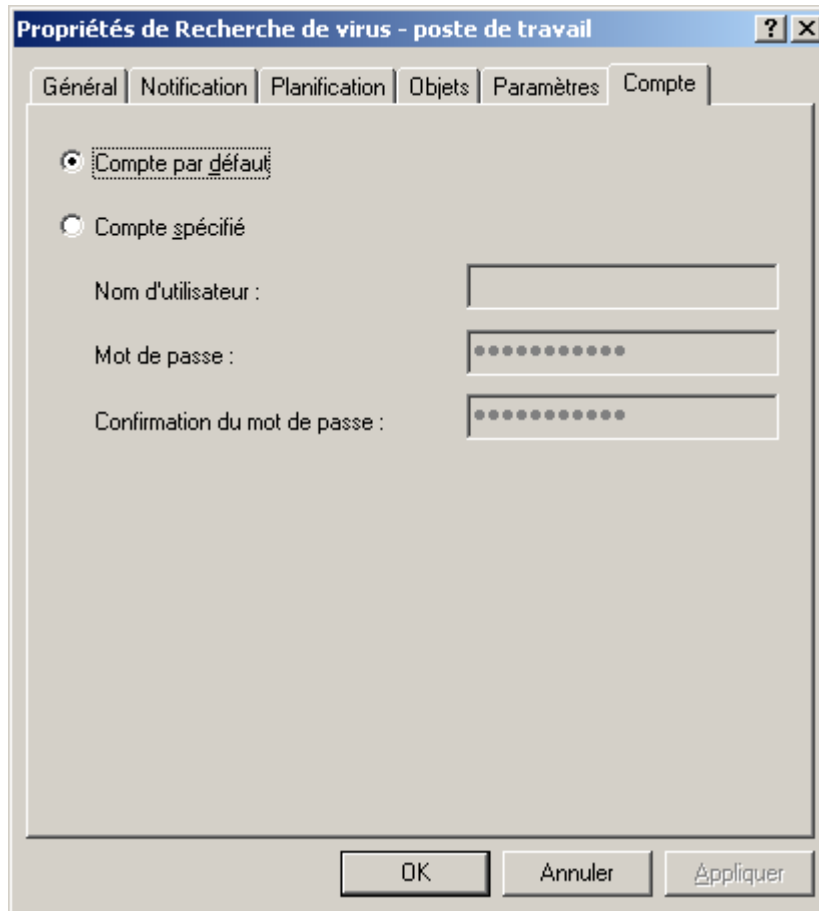 Propriétés de Recherche de virus - poste de travail
Général Notification Planification Objets Paramètres Compte
Compte par défaut
Compte spécifié
Nom d'utilisateur :
Mot de passe : ●●●●●●●●●●●
Confirmation du mot de passe : ●●●●●●●●●●●
OK Annuler Appliquer